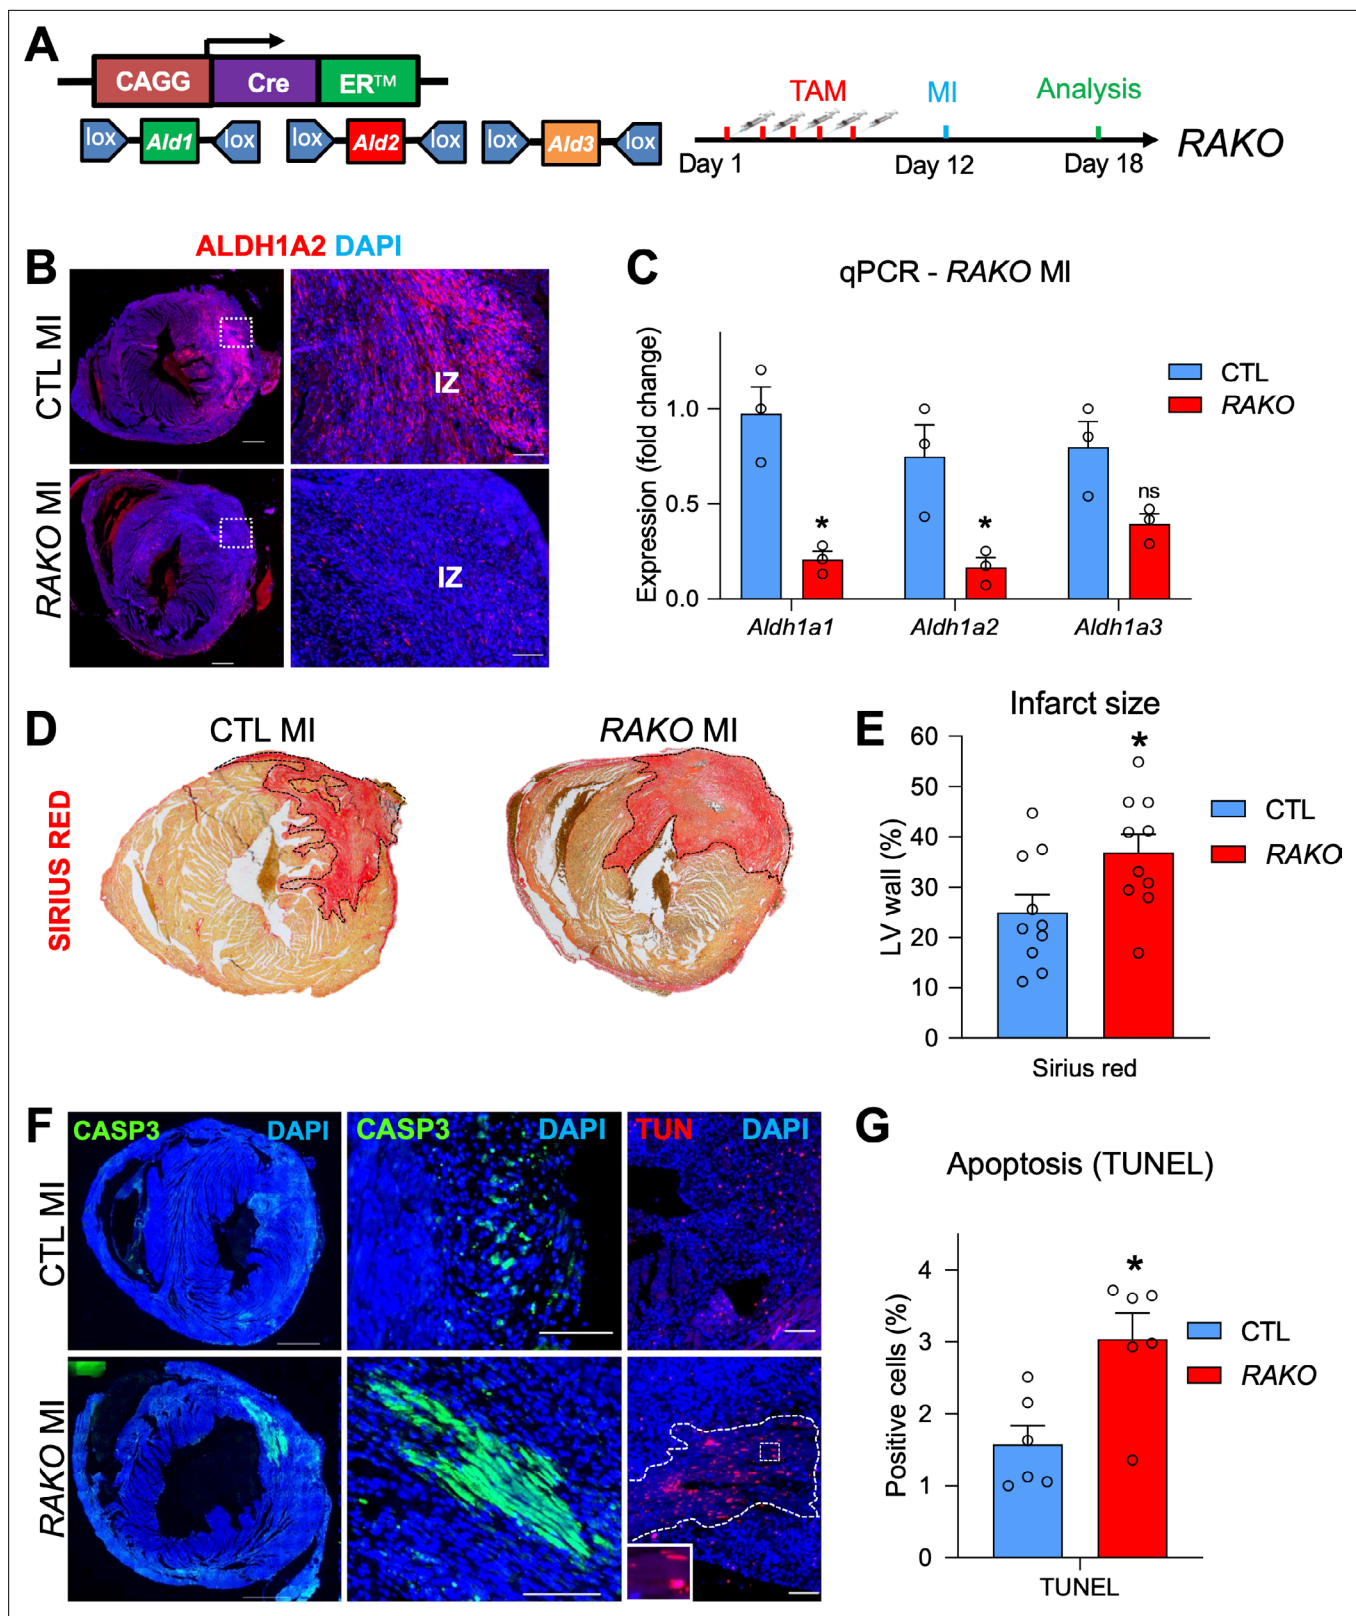 A
CAGG Cre ER™
lox Ald1 lox lox Ald2 lox lox Ald3 lox
TAM MI Analysis
Day 1 Day 12 Day 18
RAKO
B
ALDH1A2 DAPI
CTL MI
IZ
RAKO MI
IZ
C
qPCR - RAKO MI
Expression (fold change)
1.0
0.5
0.0
* * ns
Aldh1a1 Aldh1a2 Aldh1a3
CTL
RAKO
D
SIRIUS RED
CTL MI RAKO MI
E
Infarct size
LV wall (%)
60
50
40
30
20
10
0
*
Sirius red
CTL
RAKO
F
CASP3 DAPI CASP3 DAPI TUN DAPI
CTL MI
RAKO MI
G
Apoptosis (TUNEL)
Positive cells (%)
4
3
2
1
0
*
TUNEL
CTL
RAKO